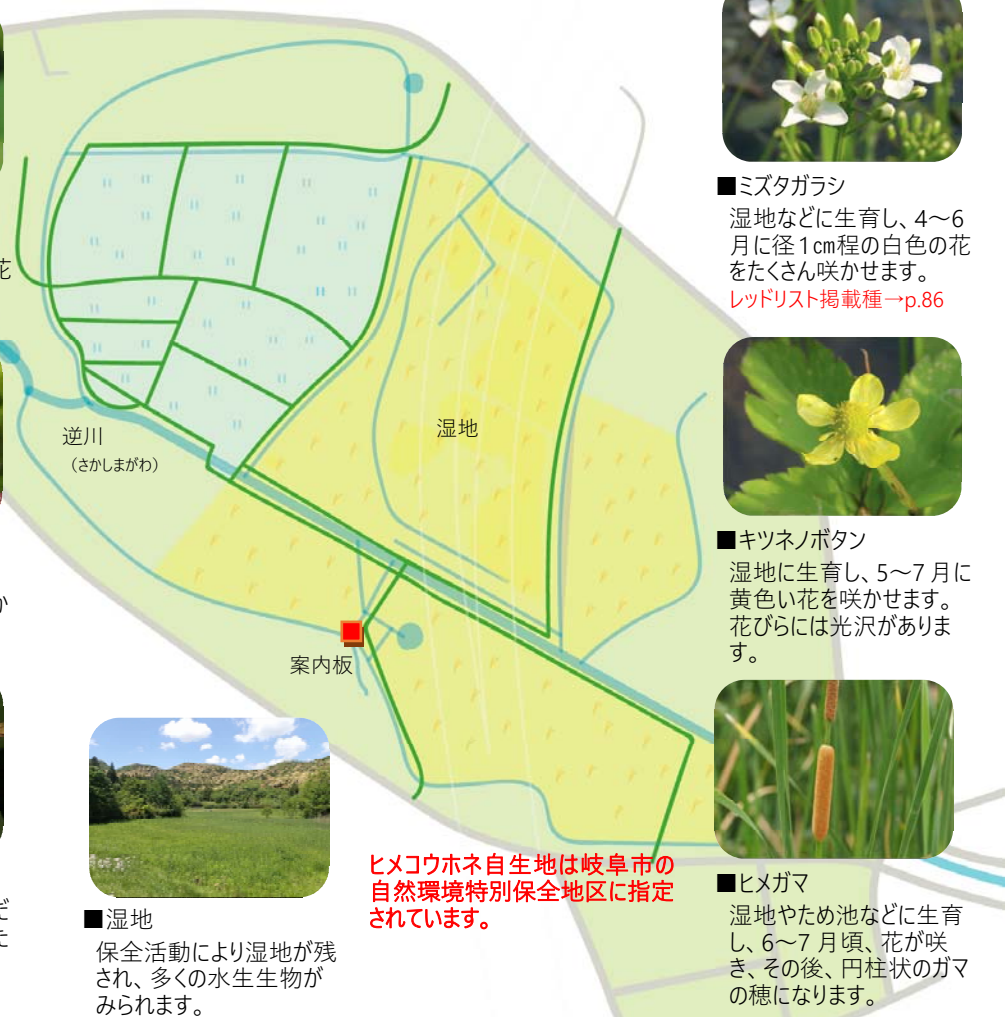 花
か
だ
た
逆川
(さかしまがわ)
湿地
案内板
■湿地
保全活動により湿地が残
され、多くの水生生物が
みられます。
ヒメコウホネ自生地は岐阜市の
自然環境特別保全地区に指定
されています。
■ミズタガラシ
湿地などに生育し、4～6
月に径1㎝程の白色の花
をたくさん咲かせます。
レッドリスト掲載種→p.86
■キツネノボタン
湿地に生育し、5～7月に
黄色い花を咲かせます。
花びらには光沢がありま
す。
■ヒメガマ
湿地やため池などに生育
し、6～7月頃、花が咲
き、その後、円柱状のガマ
の穂になります。